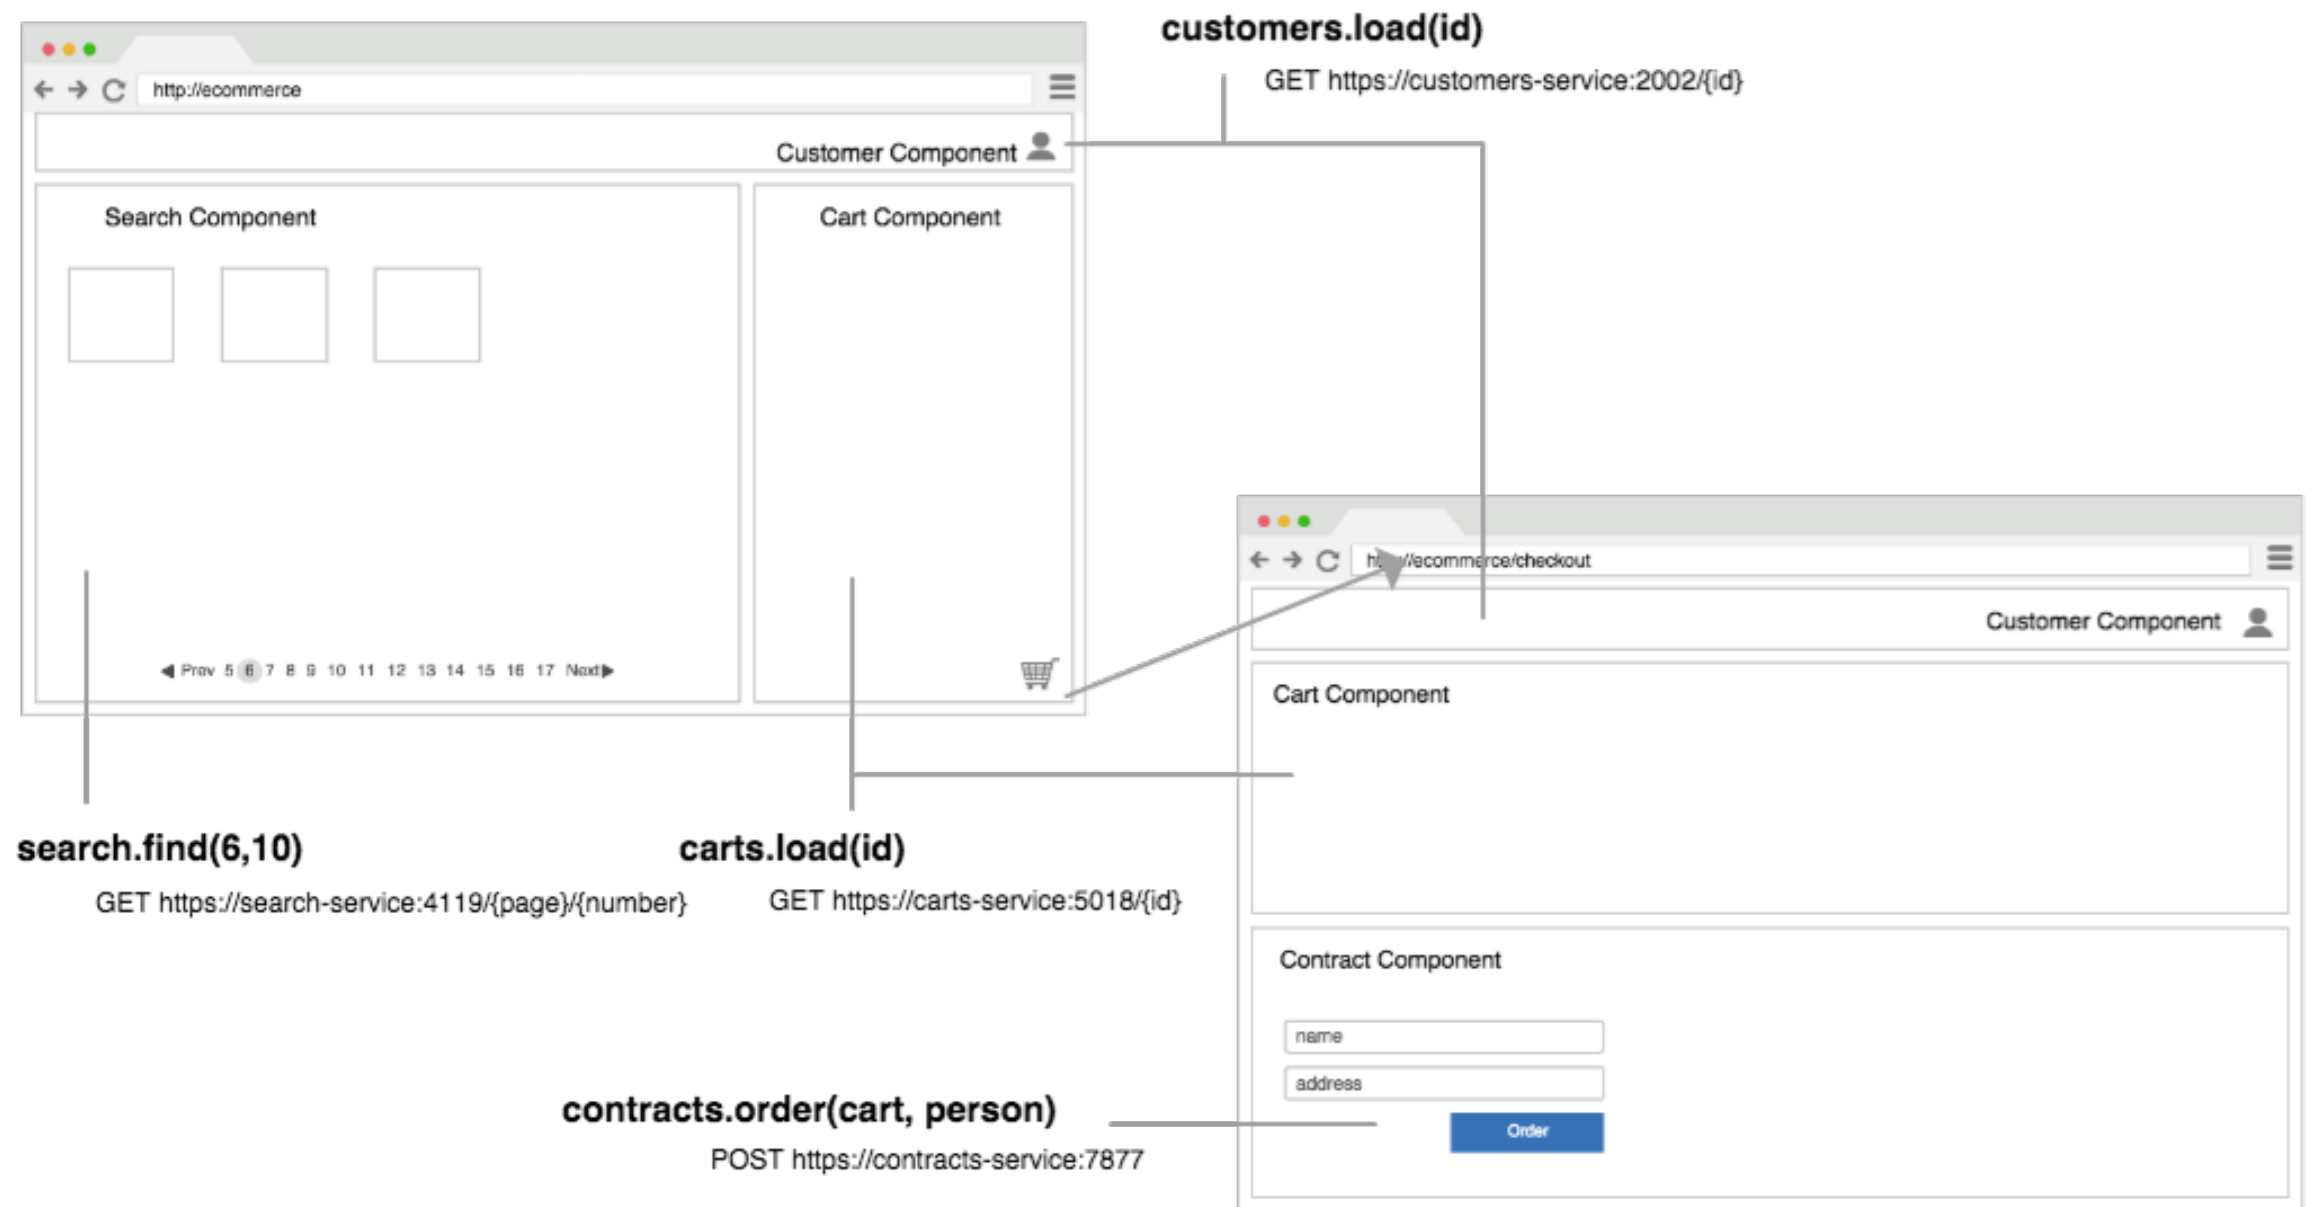 customers.load(id)
GET https://customers-service:2002/{id}
http://ecommerce
Customer Component
Search Component
Cart Component
Prev 5 6 7 8 9 10 11 12 13 14 15 16 17 Next
search.find(6,10)
GET https://search-service:4119/{page}/{number}
carts.load(id)
GET https://carts-service:5018/{id}
http://ecommerce/checkout
Customer Component
Cart Component
Contract Component
name
address
Order
contracts.order(cart, person)
POST https://contracts-service:7877